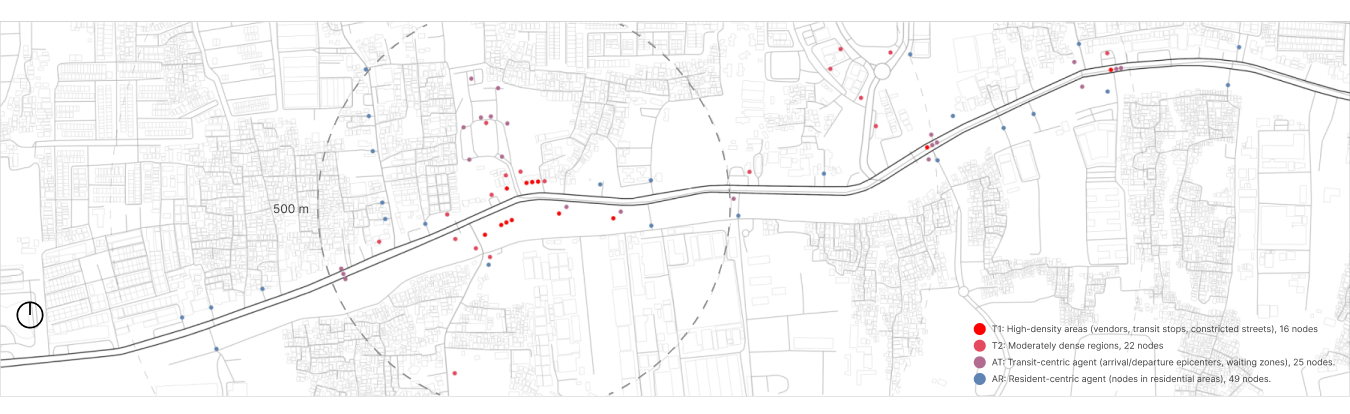 500 m
T1: High-density areas (vendors, transit stops, constricted streets), 16 nodes
T2: Moderately dense regions, 22 nodes
AT: Transit-centric agent (arrival/departure epicenters, waiting zones), 25 nodes.
AR: Resident-centric agent (nodes in residential areas), 49 nodes.